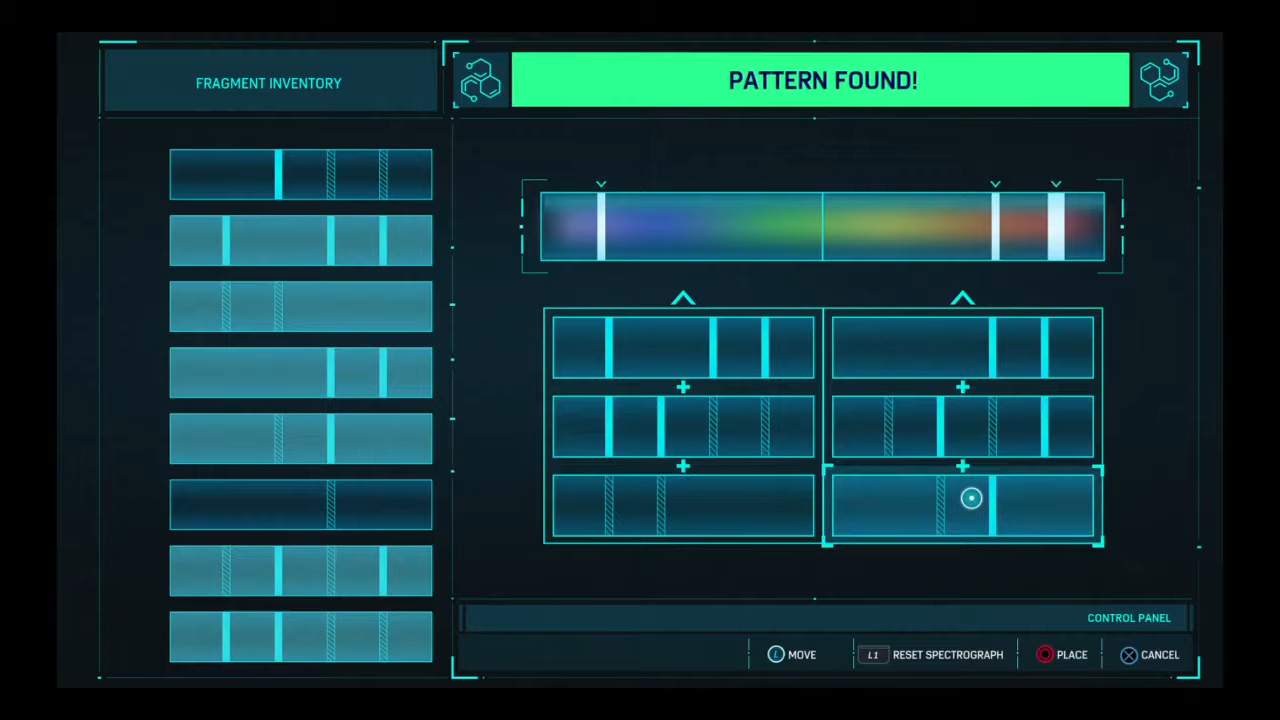 FRAGMENT INVENTORY
PATTERN FOUND!
CONTROL PANEL
L MOVE
L1 RESET SPECTROGRAPH
PLACE
CANCEL